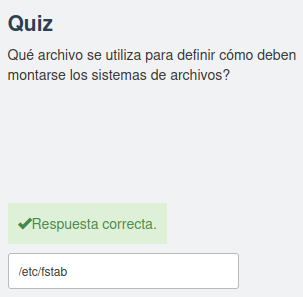 Quiz
Qué archivo se utiliza para definir cómo deben
montarse los sistemas de archivos?
Respuesta correcta.
/etc/fstab